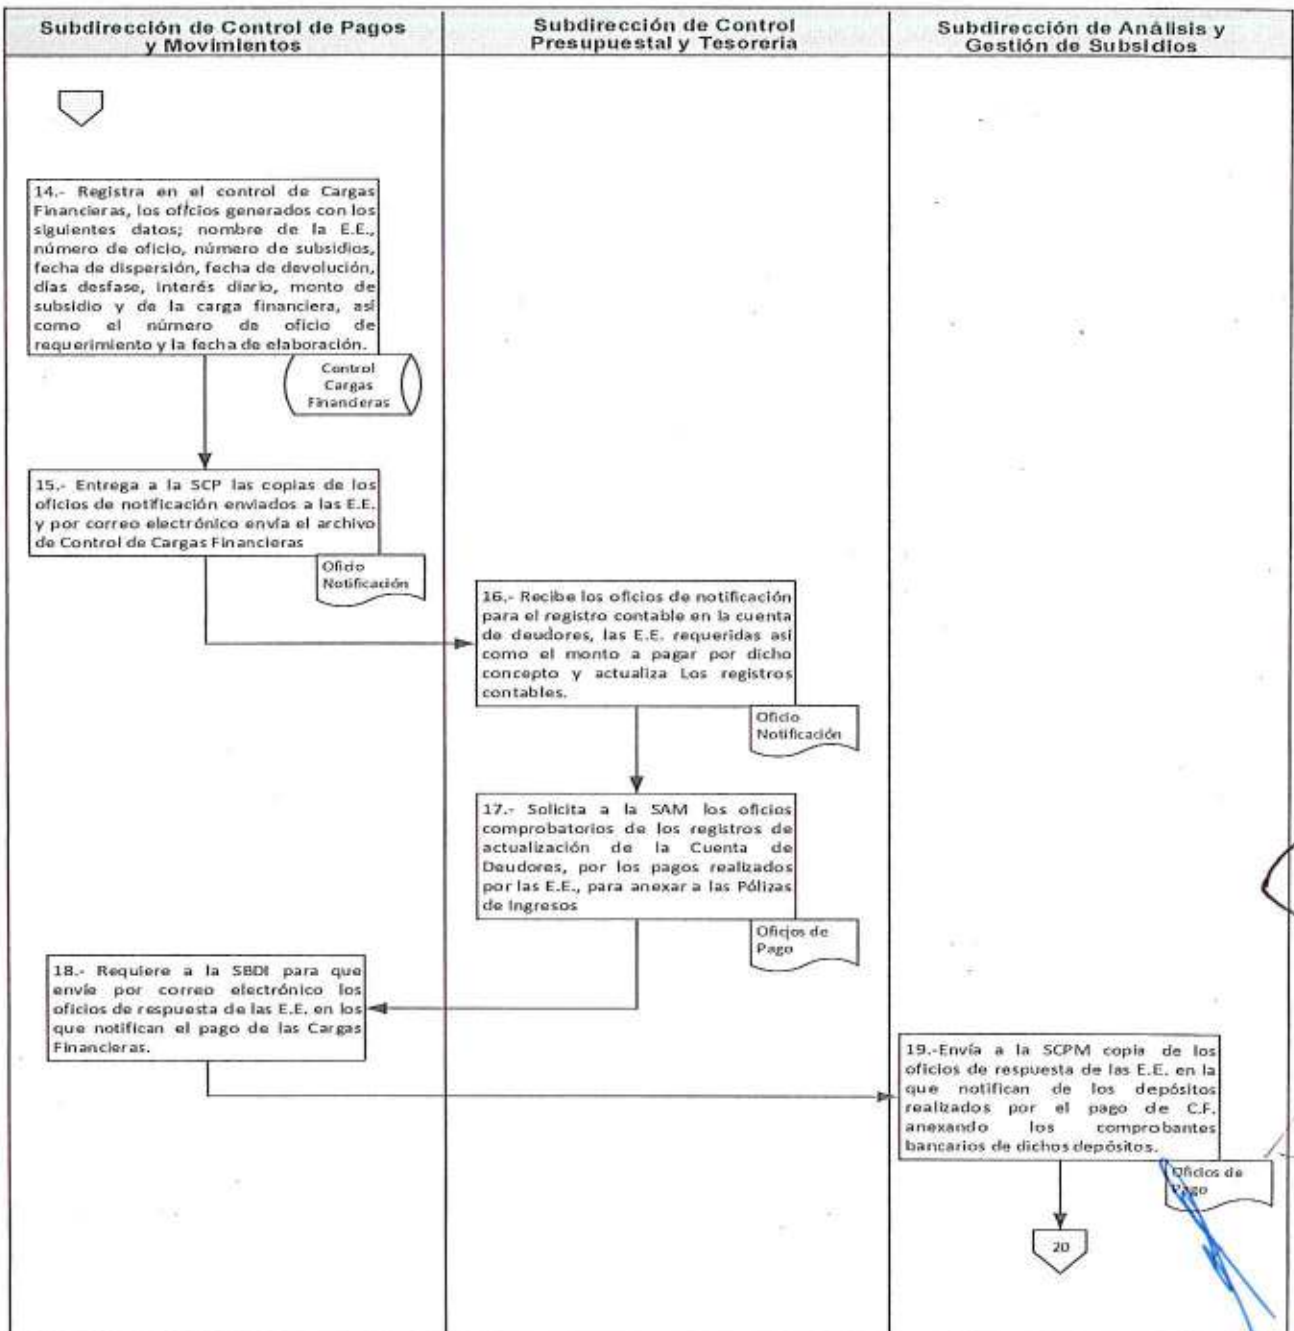 Subdirección de Control de Pagos
y Movimientos
Subdirección de Control
Presupuestal y Tesoreria
Subdirección de Análisis y
Gestión de Subsidios
14.- Registra en el control de Cargas
Financieras, los oficios generados con los
siguientes datos; nombre de la E.E.,
número de oficio, número de subsidios,
fecha de dispersión, fecha de devolución,
días desfase, interés diario, monto de
subsidio y de la carga financiera, así
como el número de oficio de
requerimiento y la fecha de elaboración.
Control
Cargas
Financieras
15.- Entrega a la SCP las copias de los
oficios de notificación enviados a las E.E.
y por correo electrónico envía el archivo
de Control de Cargas Financieras
Oficio
Notificación
16.- Recibe los oficios de notificación
para el registro contable en la cuenta
de deudores, las E.E. requeridas así
como el monto a pagar por dicho
concepto y actualiza Los registros
contables.
Oficio
Notificación
17.- Solicita a la SAM los oficios
comprobatorios de los registros de
actualización de la Cuenta de
Deudores, por los pagos realizados
por las E.E., para anexar a las Pólizas
de Ingresos
Oficios de
Pago
18.- Requiere a la SBDI para que
envíe por correo electrónico los
oficios de respuesta de las E.E. en los
que notifican el pago de las Cargas
Financieras.
19.-Envía a la SCPM copia de los
oficios de respuesta de las E.E. en la
que notifican de los depósitos
realizados por el pago de C.F.
anexando los comprobantes
bancarios de dichos depósitos.
Oficios de
Pago
20